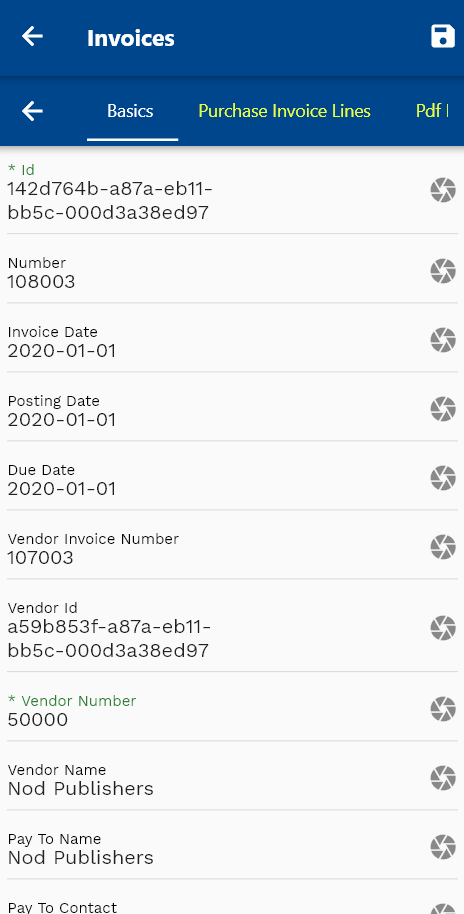 Invoices
Basics
Purchase Invoice Lines
Pdf
* Id
142d764b-a87a-eb11-
bb5c-000d3a38ed97
Number
108003
Invoice Date
2020-01-01
Posting Date
2020-01-01
Due Date
2020-01-01
Vendor Invoice Number
107003
Vendor Id
a59b853f-a87a-eb11-
bb5c-000d3a38ed97
* Vendor Number
50000
Vendor Name
Nod Publishers
Pay To Name
Nod Publishers
Pay To Contact